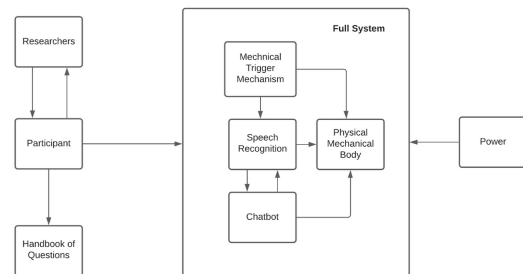 Full System
Researchers
Mechnical
Trigger
Mechanism
Participant
Speech
Recognition
Physical
Mechanical
Body
Power
Chatbot
Handbook of
Questions